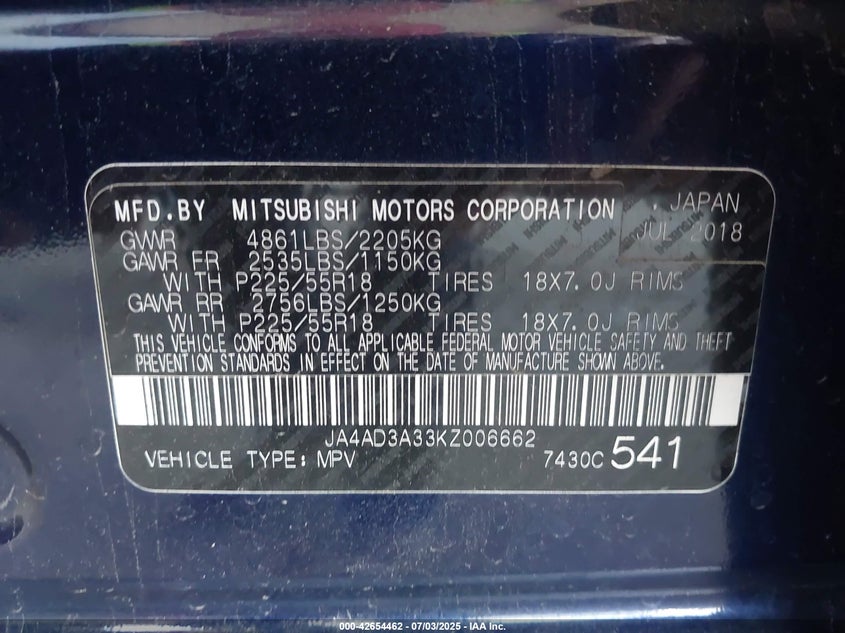 MFD.BY MITSUBISHI MOTORS CORPORATION
. JAPAN
JUL 2018
GVWR 4861LBS/2205KG
GAWR FR 2535LBS/1150KG
WITH P225/55R18 TIRES 18X7.0J RIMS
GAWR RR 2756LBS/1250KG
WITH P225/55R18 TIRES 18X7.0J RIMS
THIS VEHICLE CONFORMS TO ALL APPLICABLE FEDERAL MOTOR VEHICLE SAFETY AND THEFT
PREVENTION STANDARDS IN EFFECT ON THE DATE OF MANUFACTURE SHOWN ABOVE.
JA4AD3A33KZ006662
VEHICLE TYPE: MPV 7430C 541
000-42654462 - 07/03/2025 - IAA Inc.